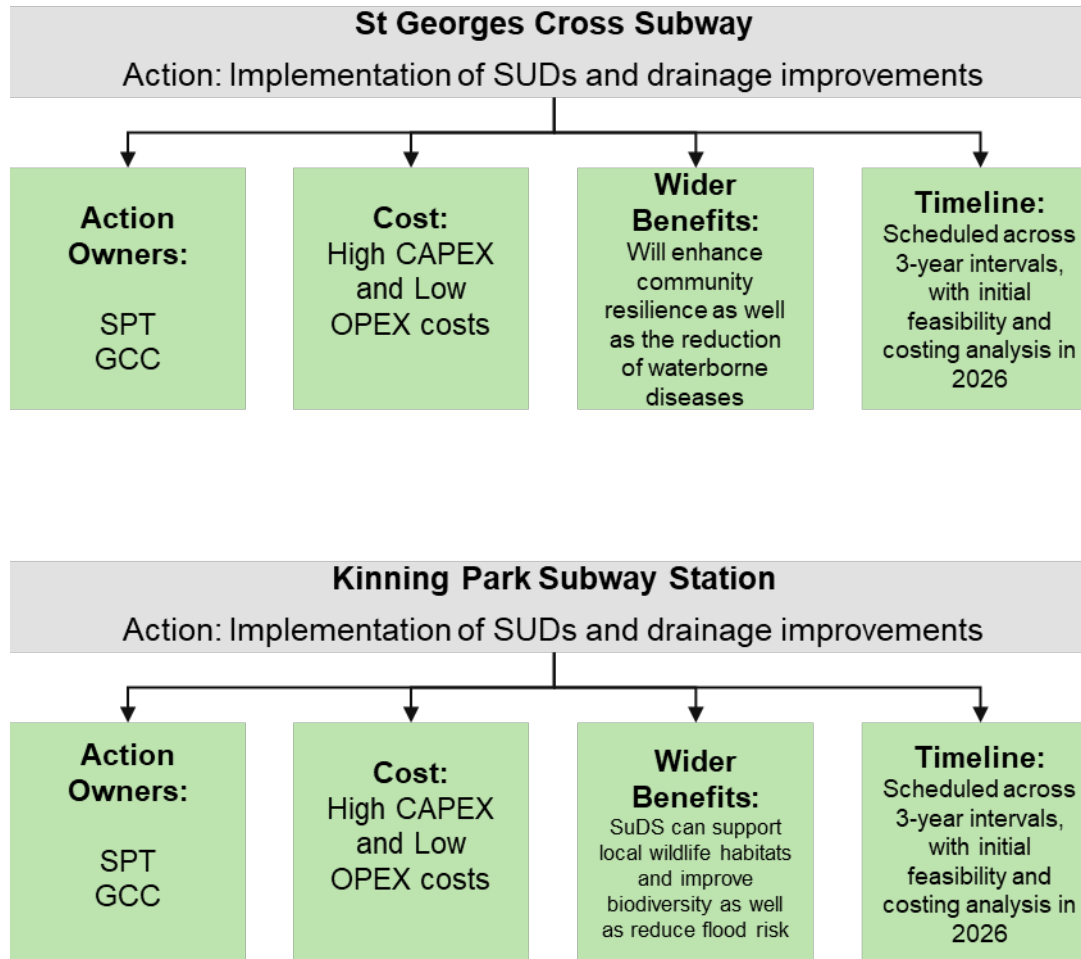 St Georges Cross Subway
Action: Implementation of SUDs and drainage improvements
Action
Owners:
SPT
GCC
Cost:
High CAPEX
and Low
OPEX costs
Wider
Benefits:
Will enhance
community
resilience as well
as the reduction
of waterborne
diseases
Timeline:
Scheduled across
3-year intervals,
with initial
feasibility and
costing analysis in
2026
Kinning Park Subway Station
Action: Implementation of SUDs and drainage improvements
Action
Owners:
SPT
GCC
Cost:
High CAPEX
and Low
OPEX costs
Wider
Benefits:
SuDS can support
local wildlife habitats
and improve
biodiversity as well
as reduce flood risk
Timeline:
Scheduled across
3-year intervals,
with initial
feasibility and
costing analysis in
2026